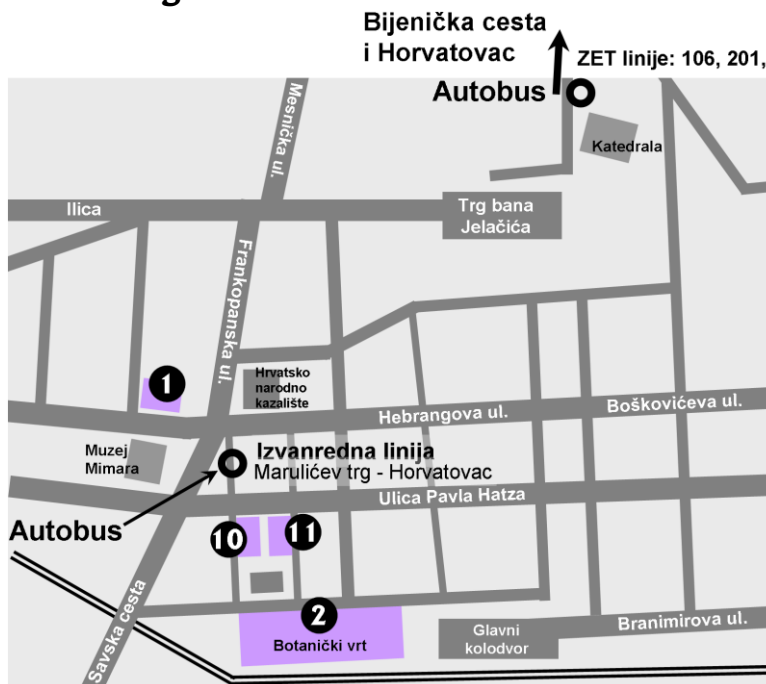 Bijenička cesta
i Horvatovac
ZET linije: 106, 201,
Autobus
Katedrala
Mesnička ul.
Ilica
Trg bana
Jelačića
Frankopanska ul.
1
Hrvatsko
narodno
kazalište
Hebrangova ul.
Boškovićeva ul.
Muzej
Mimara
Izvanredna linija
Marulićev trg - Horvatovac
Ulica Pavla Hatza
Autobus
10
11
Savska cesta
2
Botanički vrt
Glavni
kolodvor
Branimirova ul.